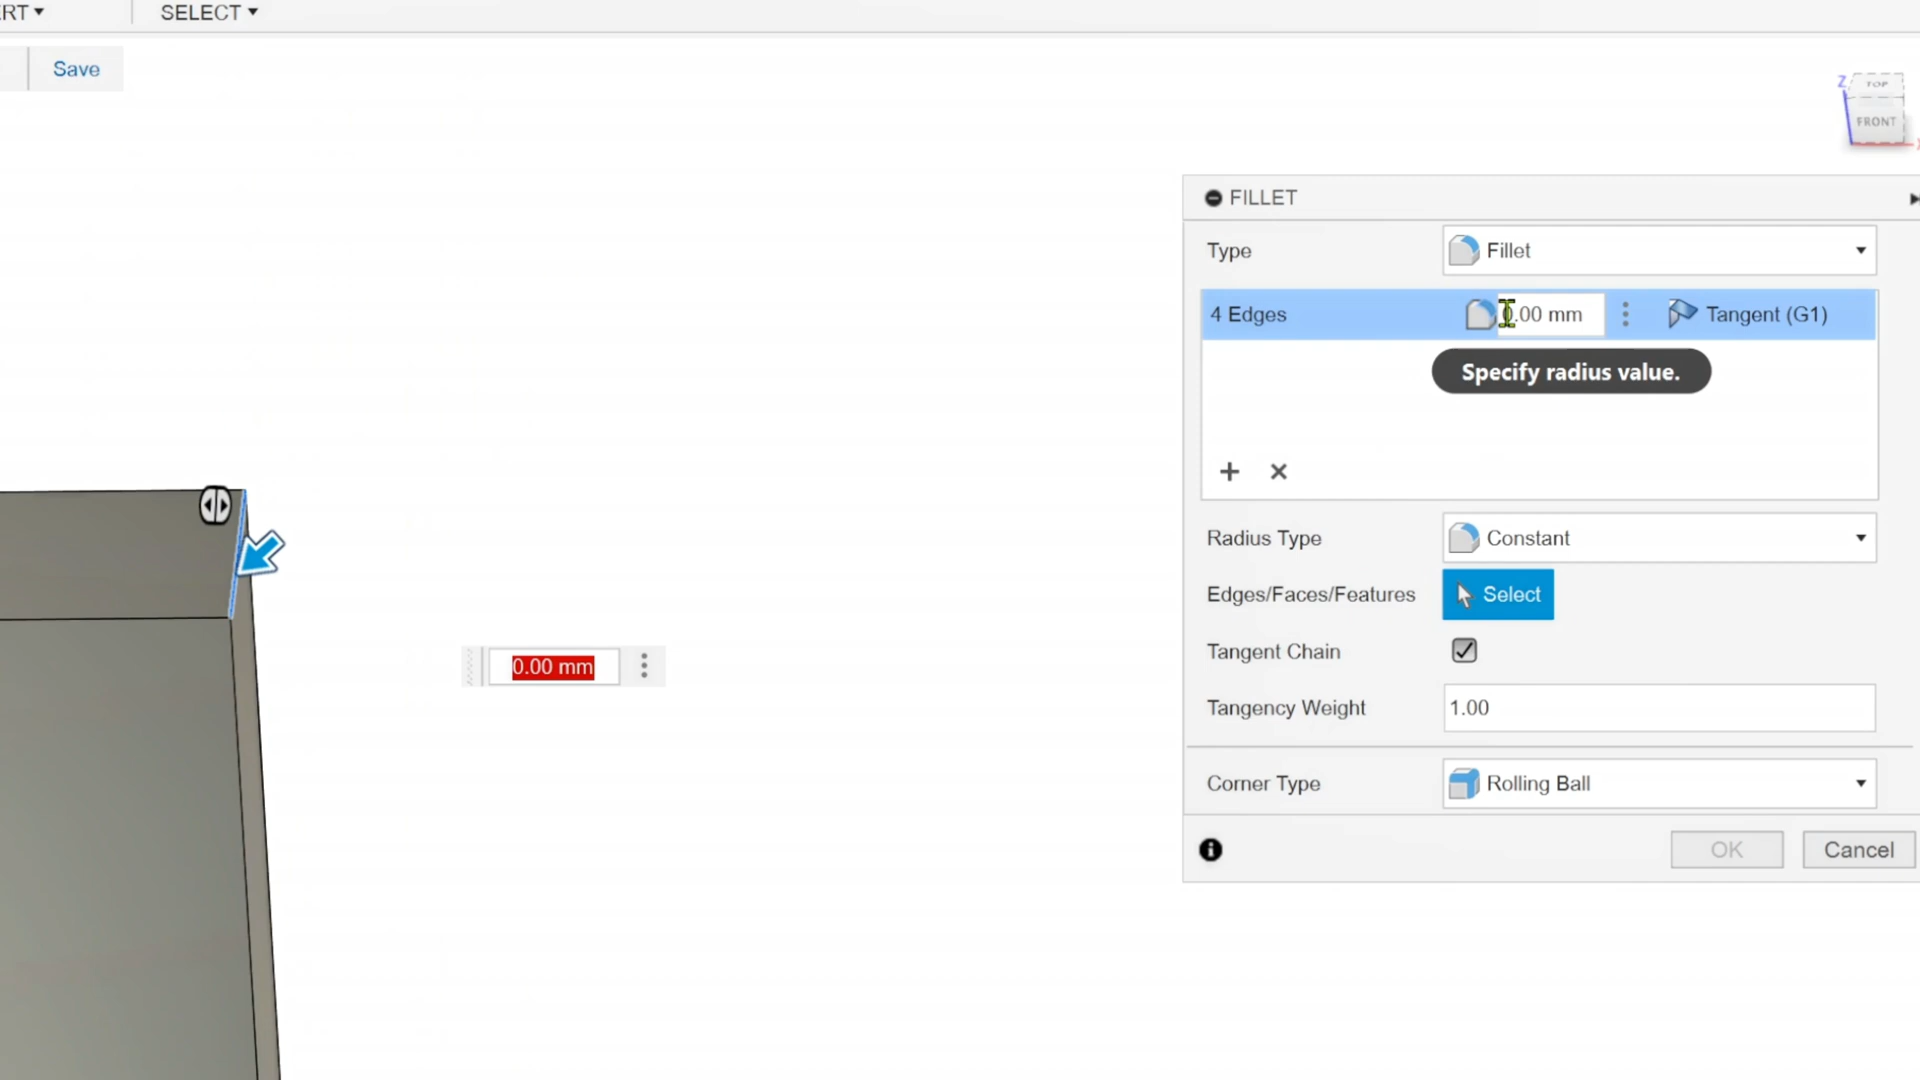 RT
SELECT
Save
Z
TOP
FRONT
FILLET
Type
Fillet
4 Edges
0.00 mm
Tangent (G1)
Specify radius value.
Radius Type
Constant
Edges/Faces/Features
Select
0.00 mm
Tangent Chain
Tangency Weight
1.00
Corner Type
Rolling Ball
OK
Cancel